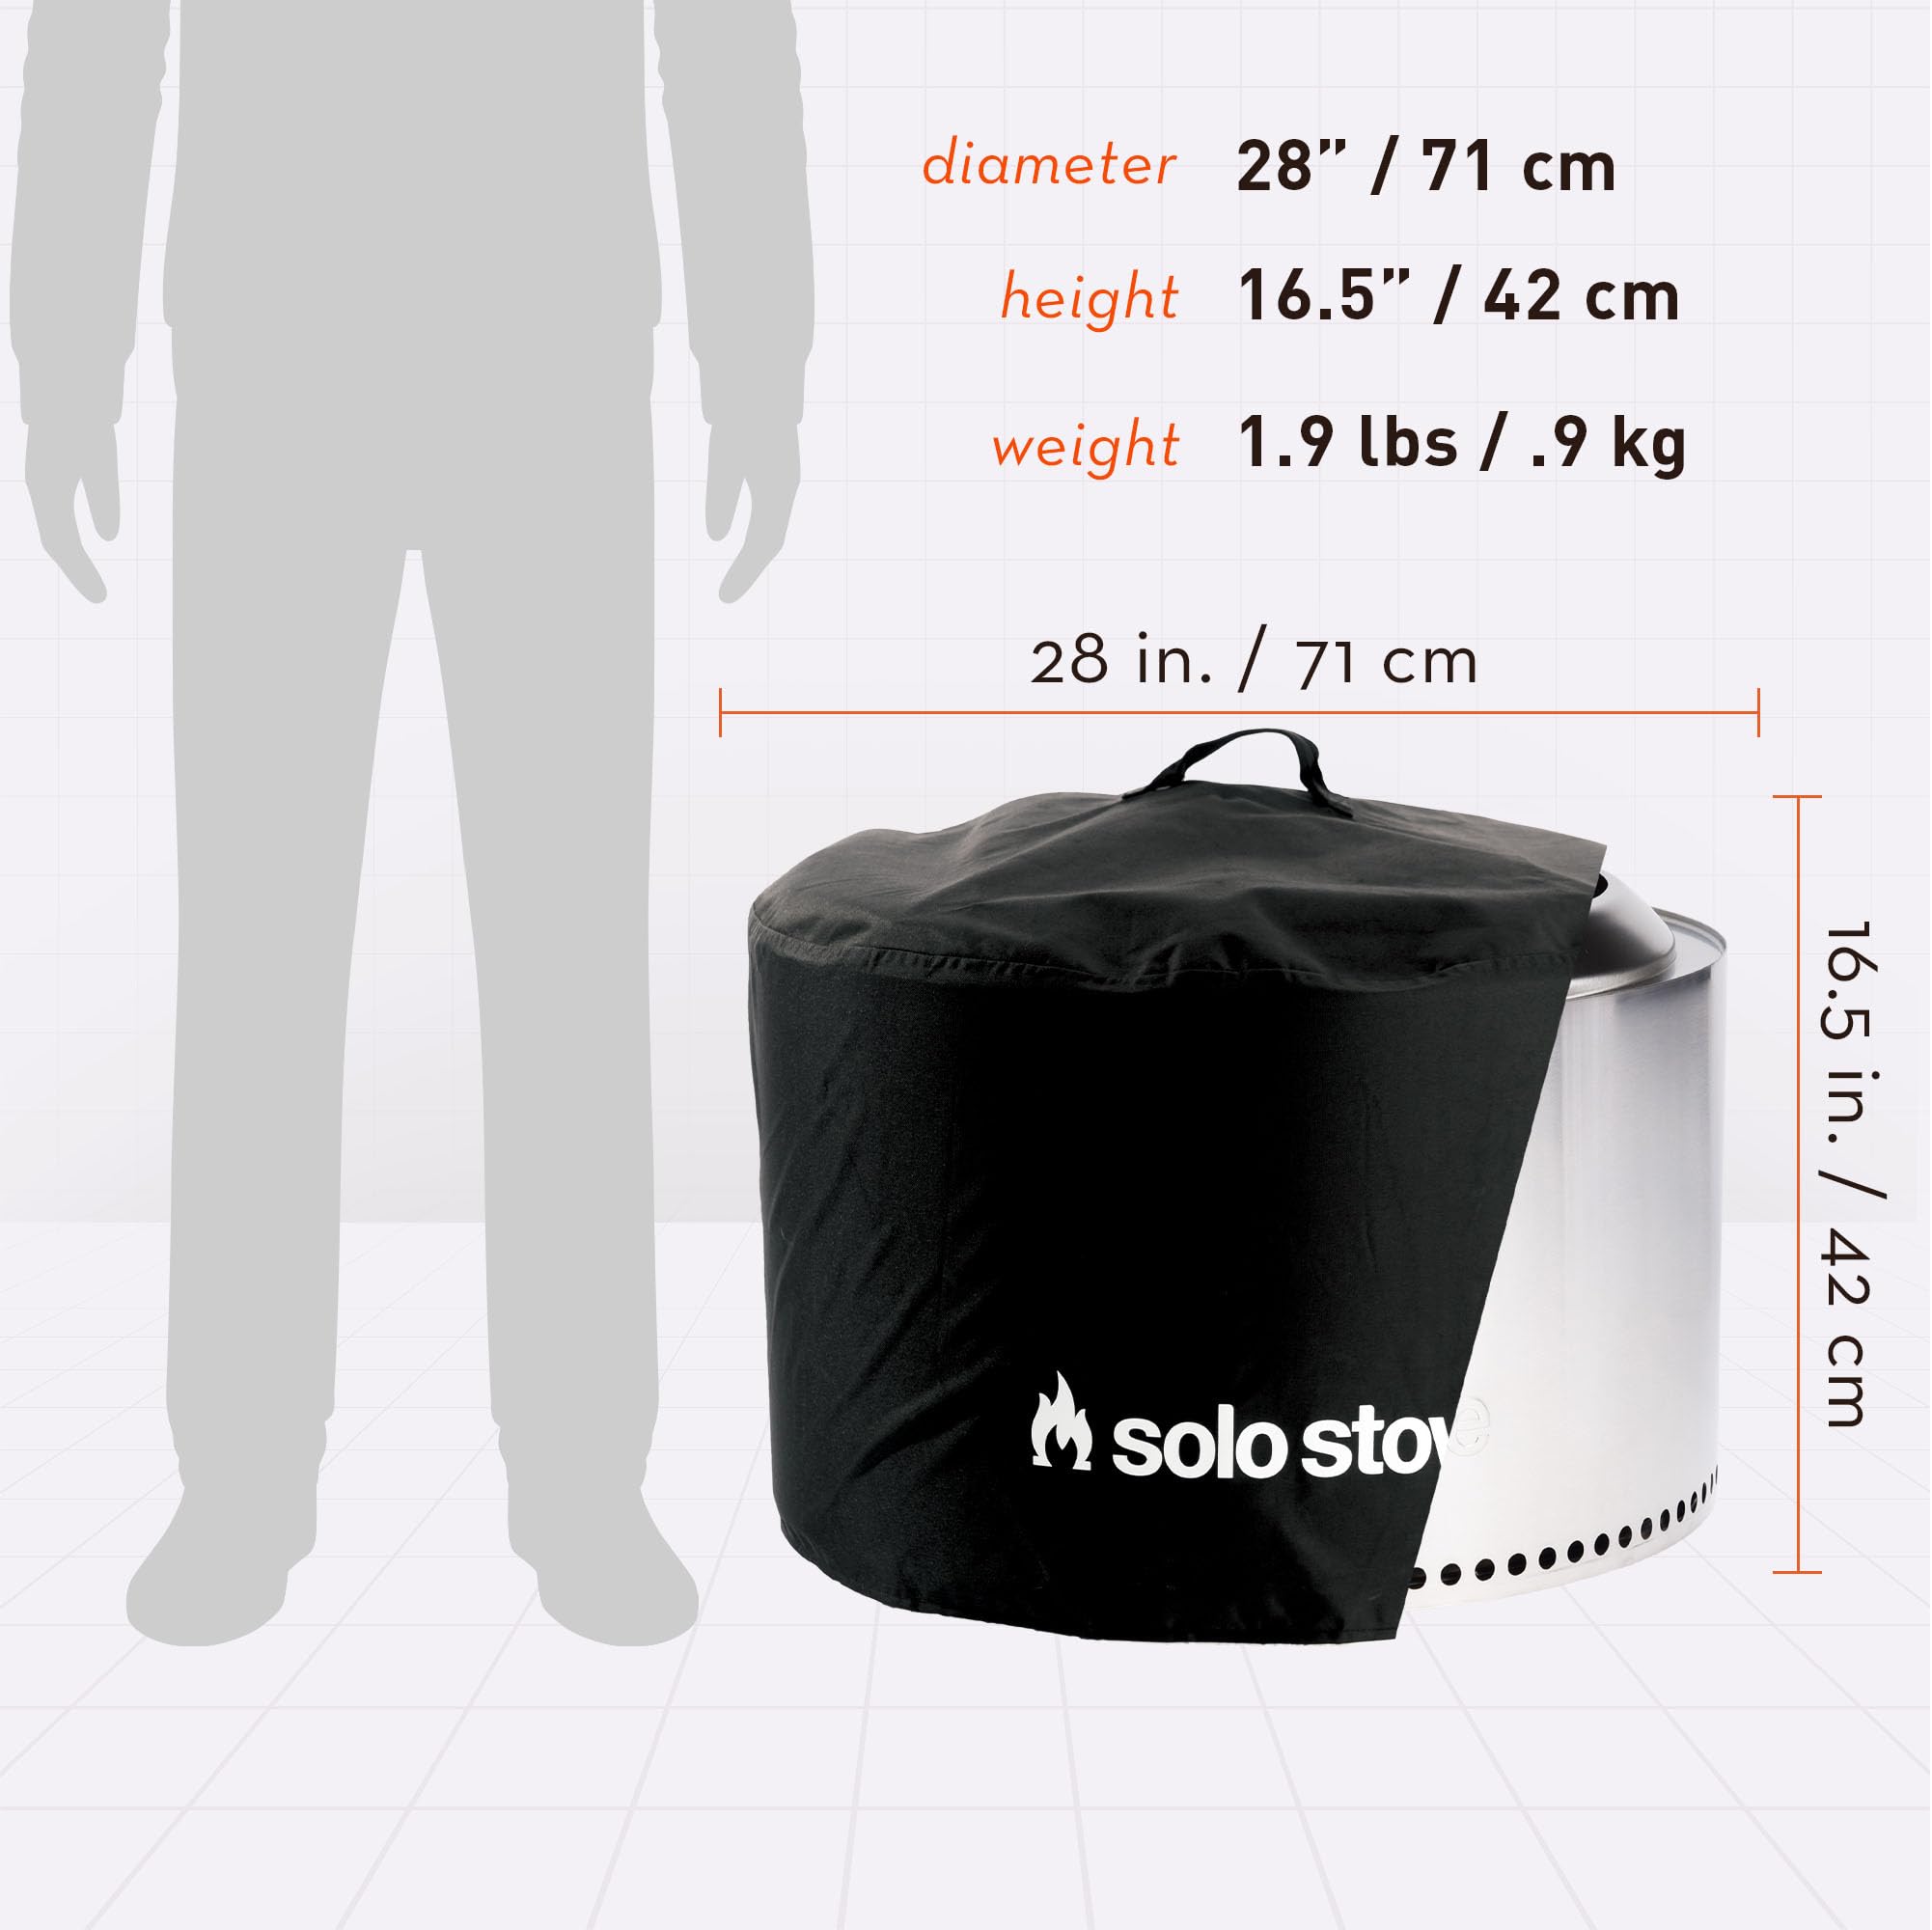 diameter 28” / 71 cm
height 16.5” / 42 cm
weight 1.9 lbs / .9 kg
28 in. / 71 cm
16.5 in. / 42 cm
solo stove